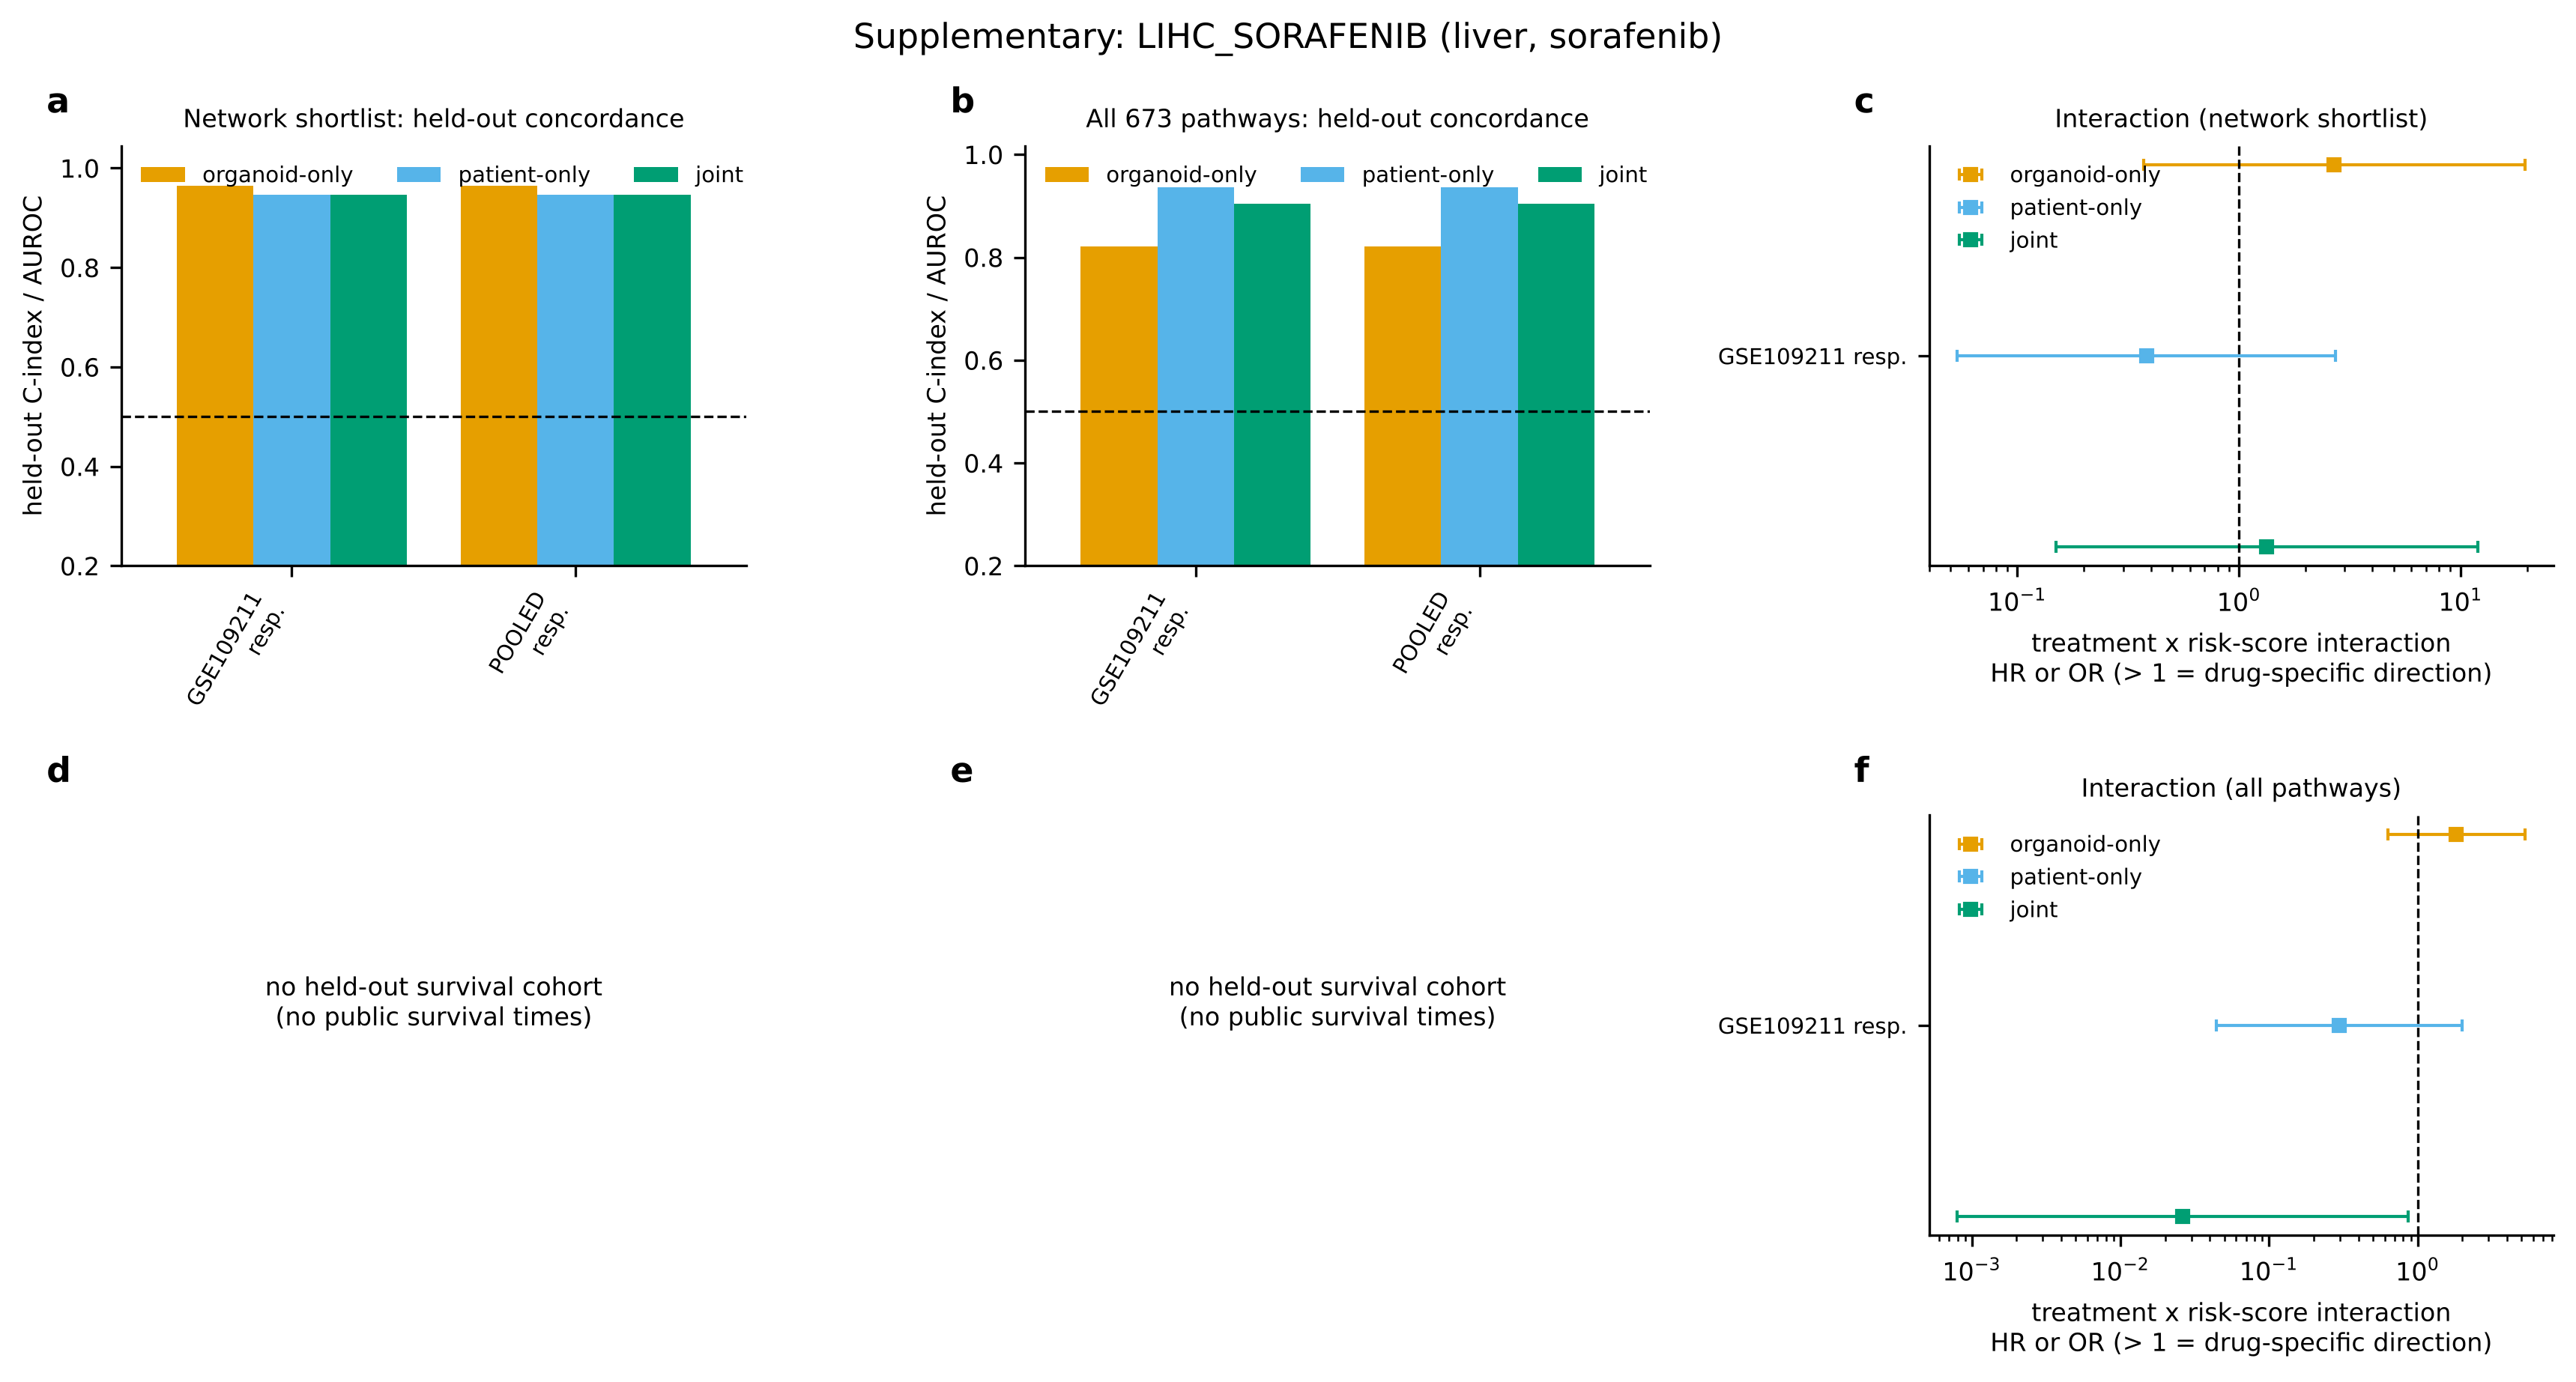 Supplementary: LIHC_SORAFENIB (liver, sorafenib)
a
Network shortlist: held-out concordance
organoid-only
patient-only
joint
held-out C-index / AUROC
1.0
0.8
0.6
0.4
0.2
GSE109211
resp.
POOLED
resp.
b
All 673 pathways: held-out concordance
organoid-only
patient-only
joint
held-out C-index / AUROC
1.0
0.8
0.6
0.4
0.2
GSE109211
resp.
POOLED
resp.
c
Interaction (network shortlist)
organoid-only
patient-only
joint
GSE109211 resp.
10⁻¹
10⁰
10¹
treatment x risk-score interaction
HR or OR (> 1 = drug-specific direction)
d
no held-out survival cohort
(no public survival times)
e
no held-out survival cohort
(no public survival times)
f
Interaction (all pathways)
organoid-only
patient-only
joint
GSE109211 resp.
10⁻³
10⁻²
10⁻¹
10⁰
treatment x risk-score interaction
HR or OR (> 1 = drug-specific direction)